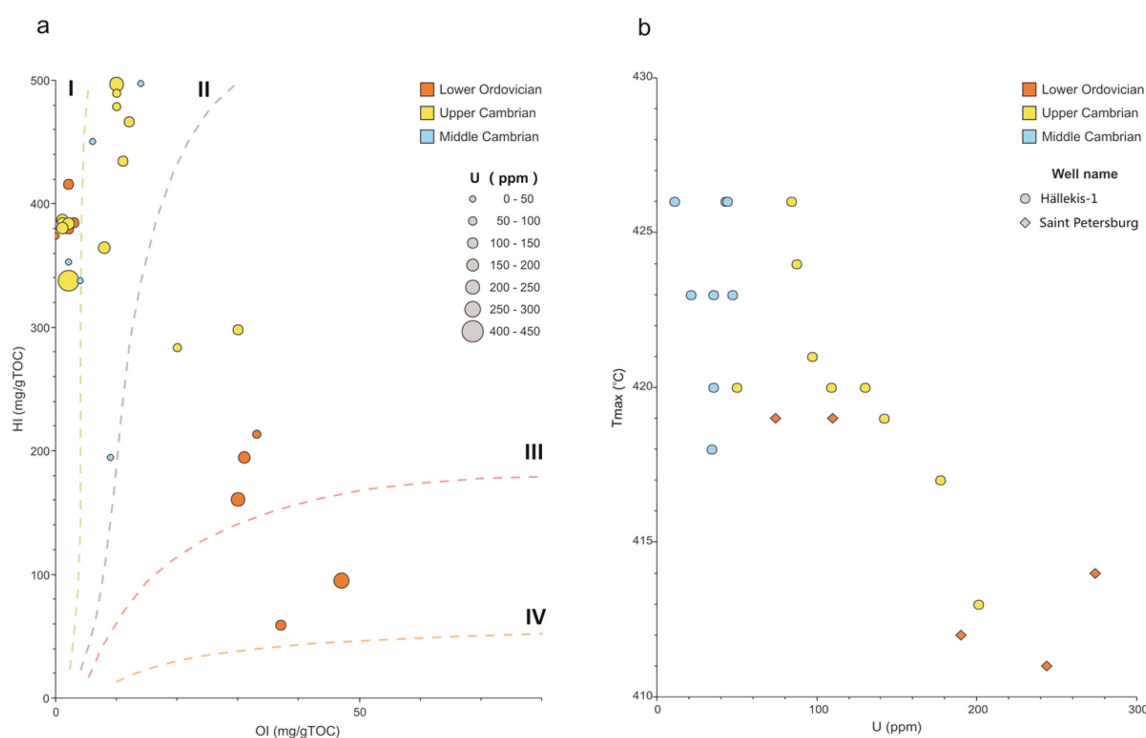 a
500
400
300
200
100
0
HI (mg/gTOC)
0
50
OI (mg/gTOC)
I
II
III
IV
Lower Ordovician
Upper Cambrian
Middle Cambrian
U ( ppm )
0 - 50
50 - 100
100 - 150
150 - 200
200 - 250
250 - 300
400 - 450
b
430
425
420
415
410
Tmax (°C)
0
100
200
300
U (ppm)
Lower Ordovician
Upper Cambrian
Middle Cambrian
Well name
Hällekis-1
Saint Petersburg